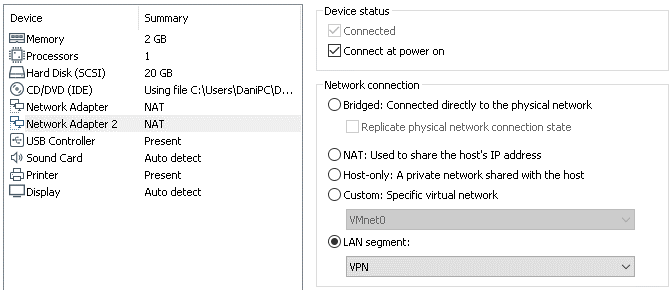 Device Summary
Memory 2 GB
Processors 1
Hard Disk (SCSI) 20 GB
CD/DVD (IDE) Using file C:\Users\DaniPC\D...
Network Adapter NAT
Network Adapter 2 NAT
USB Controller Present
Sound Card Auto detect
Printer Present
Display Auto detect
Device status
Connected
Connect at power on
Network connection
Bridged: Connected directly to the physical network
Replicate physical network connection state
NAT: Used to share the host's IP address
Host-only: A private network shared with the host
Custom: Specific virtual network
VMnet0
LAN segment:
VPN